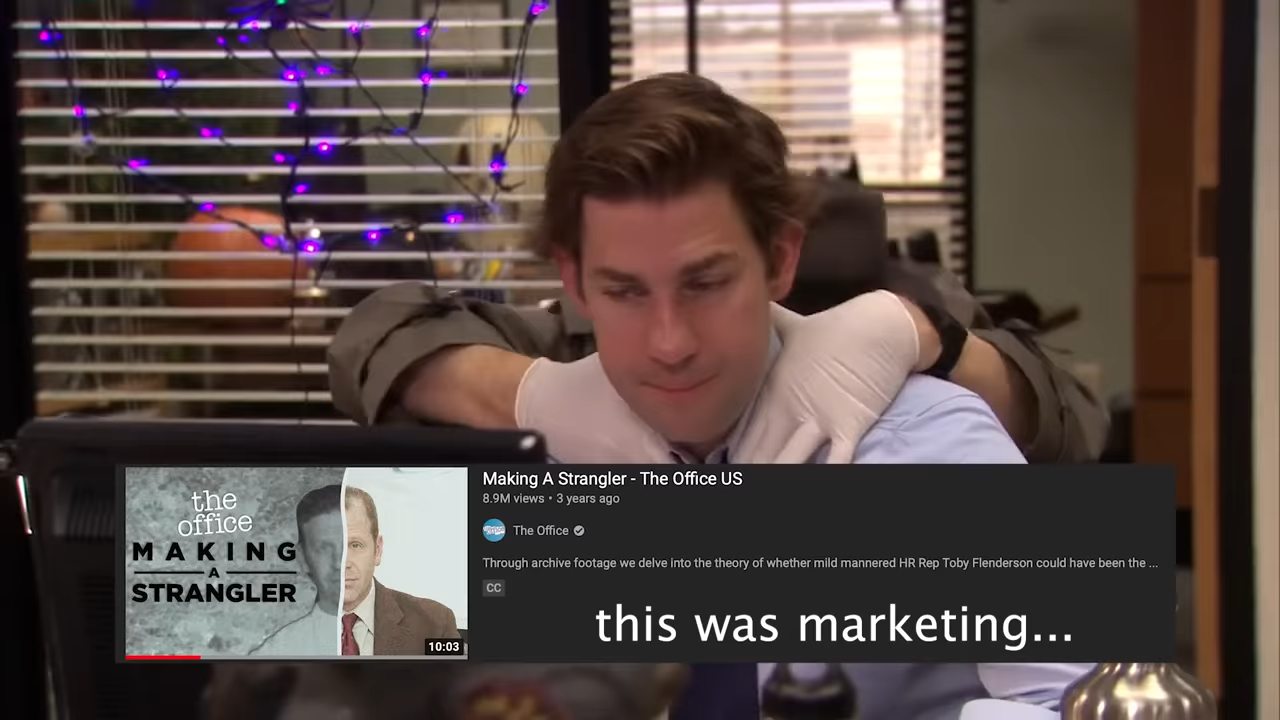 the
office
MAKING
A
STRANGLER
10:03
Making A Strangler - The Office US
8.9M views • 3 years ago
The Office
Through archive footage we delve into the theory of whether mild mannered HR Rep Toby Flenderson could have been the ...
CC
this was marketing...